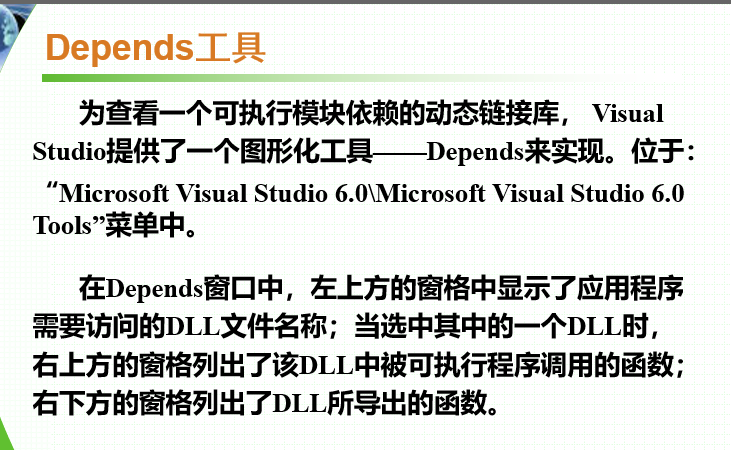 Depends工具
为查看一个可执行模块依赖的动态链接库， Visual
Studio提供了一个图形化工具——Depends来实现。位于：
“Microsoft Visual Studio 6.0\Microsoft Visual Studio 6.0
Tools”菜单中。
在Depends窗口中，左上方的窗格中显示了应用程序
需要访问的DLL文件名称；当选中其中的一个DLL时，
右上方的窗格列出了该DLL中被可执行程序调用的函数；
右下方的窗格列出了DLL所导出的函数。